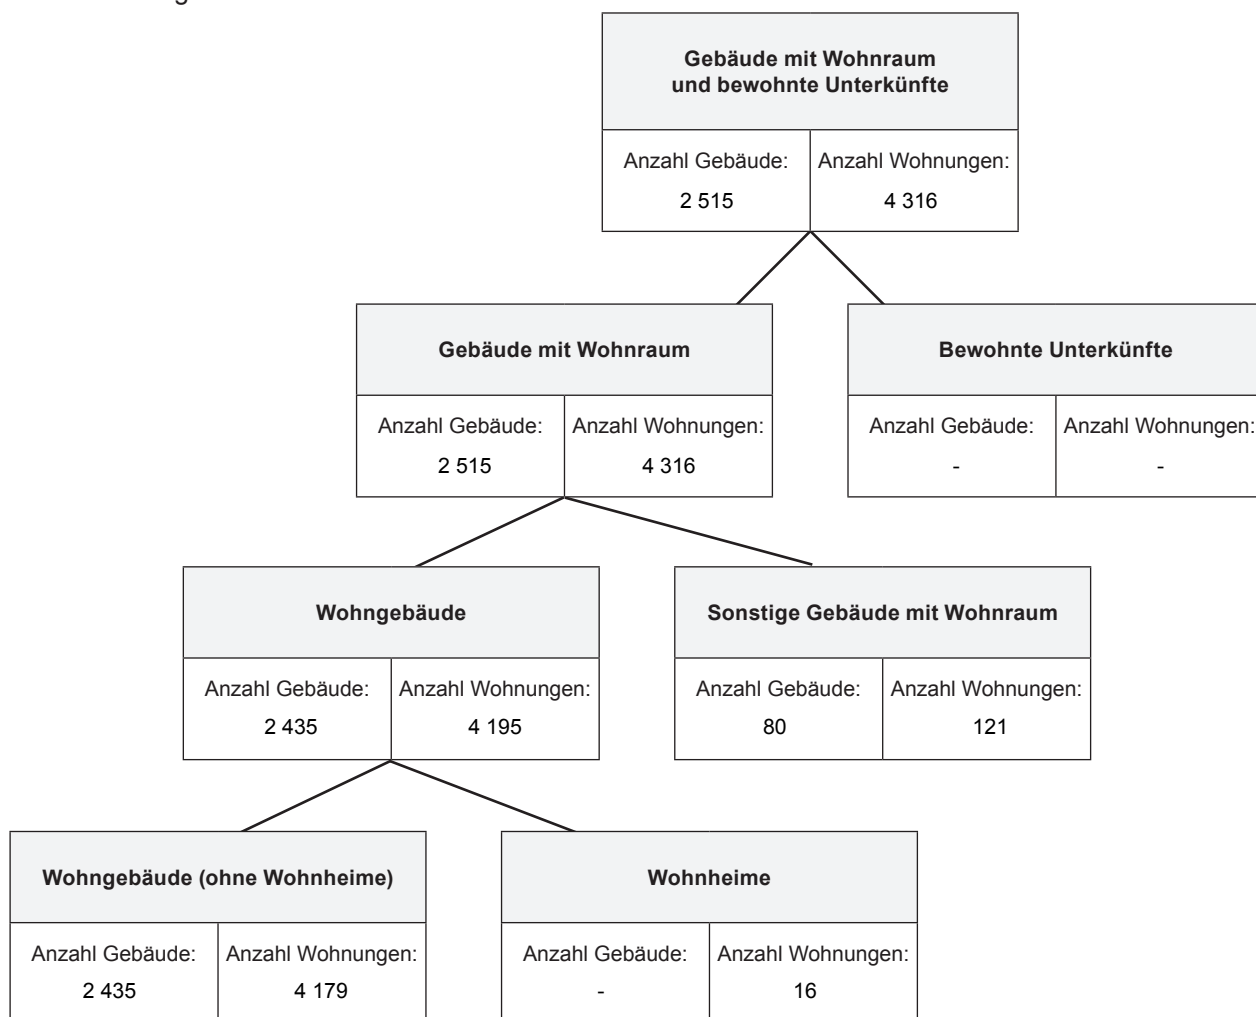 Gebäude mit Wohnraum
und bewohnte Unterkünfte
Anzahl Gebäude: Anzahl Wohnungen:
2 515 4 316
Gebäude mit Wohnraum Bewohnte Unterkünfte
Anzahl Gebäude: Anzahl Wohnungen: Anzahl Gebäude: Anzahl Wohnungen:
2 515 4 316 - -
Wohngebäude Sonstige Gebäude mit Wohnraum
Anzahl Gebäude: Anzahl Wohnungen: Anzahl Gebäude: Anzahl Wohnungen:
2 435 4 195 80 121
Wohngebäude (ohne Wohnheime) Wohnheime
Anzahl Gebäude: Anzahl Wohnungen: Anzahl Gebäude: Anzahl Wohnungen:
2 435 4 179 - 16